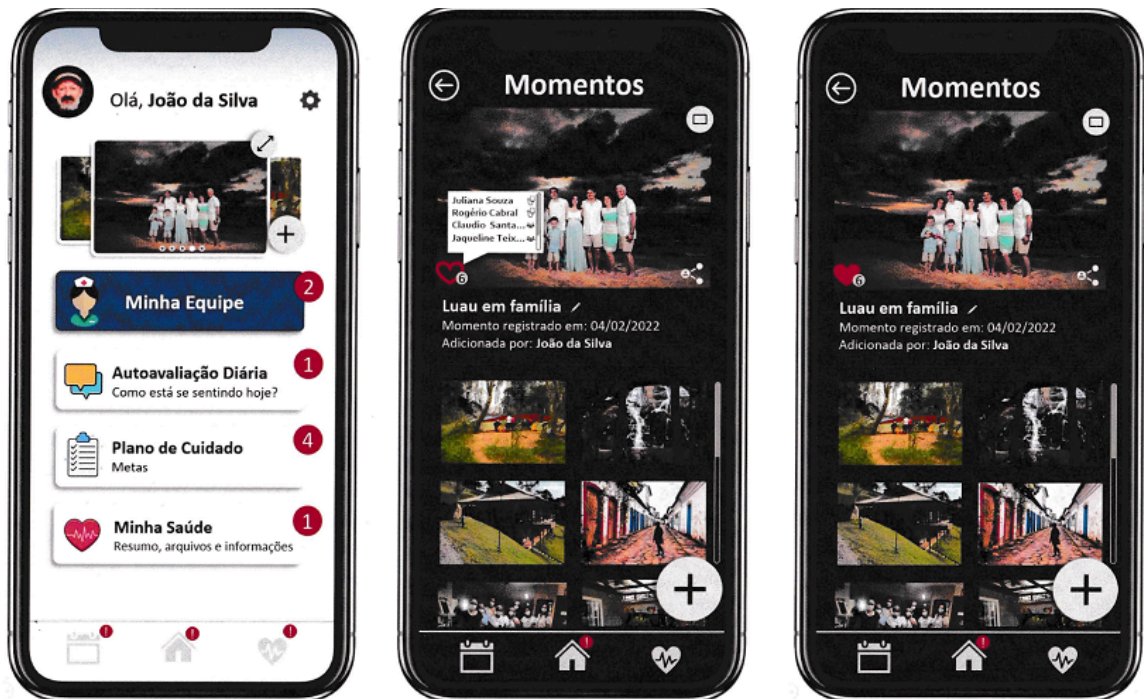 Olá, João da Silva
Minha Equipe
2
Autoavaliação Diária
Como está se sentindo hoje?
1
Plano de Cuidado
Metas
4
Minha Saúde
Resumo, arquivos e informações
1
!
!
!
Momentos
Juliana Souza
Rogério Cabral
Claudio Santa...
Jaqueline Teix...
6
Luau em família
Momento registrado em: 04/02/2022
Adicionada por: João da Silva
!
Momentos
6
Luau em família
Momento registrado em: 04/02/2022
Adicionada por: João da Silva
!